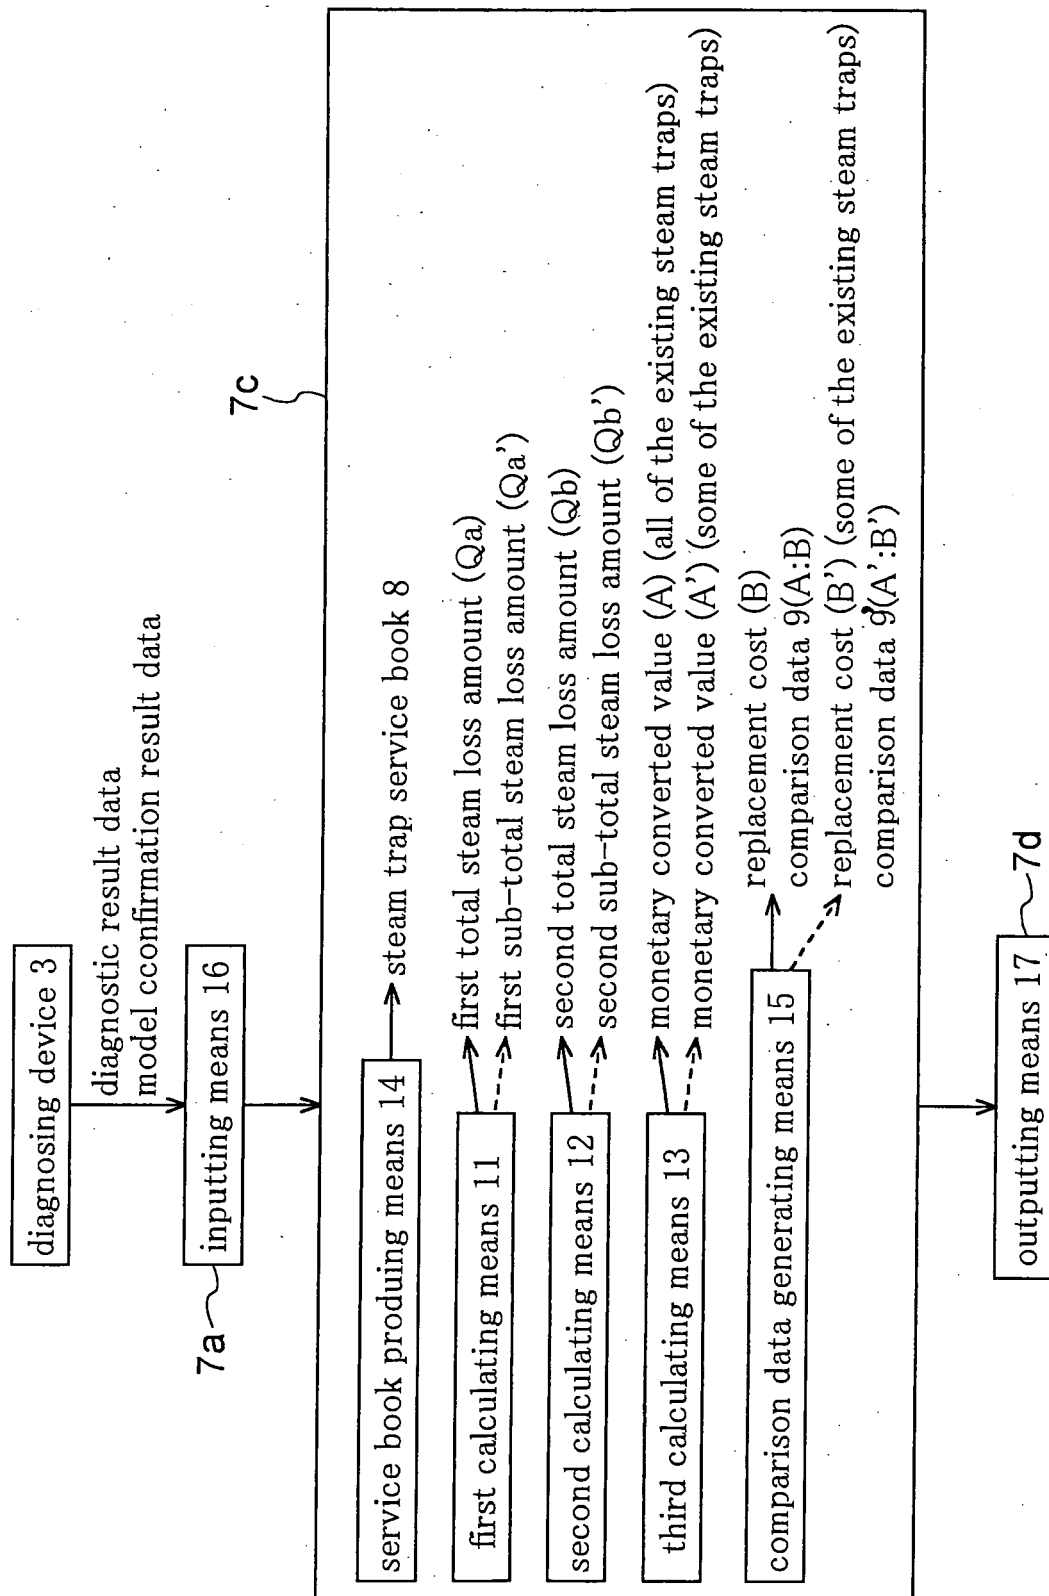 diagnosing device 3
diagnostic result data
model cconfirmation result data
7a
inputting means 16
7c
service book produing means 14
steam trap service book 8
first calculating means 11
first total steam loss amount (Qa)
first sub-total steam loss amount (Qa')
second calculating means 12
second total steam loss amount (Qb)
second sub-total steam loss amount (Qb')
third calculating means 13
monetary converted value (A) (all of the existing steam traps)
monetary converted value (A') (some of the existing steam traps)
comparison data generating means 15
replacement cost (B)
comparison data 9(A:B)
replacement cost (B') (some of the existing steam traps)
comparison data 9'(A':B')
outputting means 17
7d